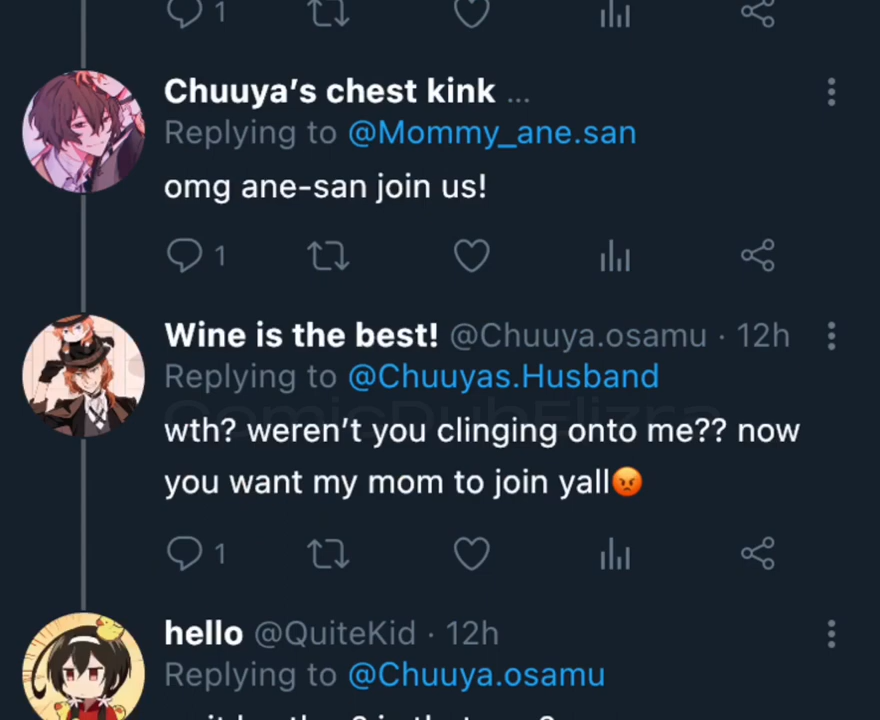 1
Chuuya's chest kink ...
Replying to @Mommy_ane.san
omg ane-san join us!
1
Wine is the best! @Chuuya.osamu · 12h
Replying to @Chuuyas.Husband
ComicDubElizra
wth? weren't you clinging onto me?? now
you want my mom to join yall😡
1
hello @QuiteKid · 12h
Replying to @Chuuya.osamu